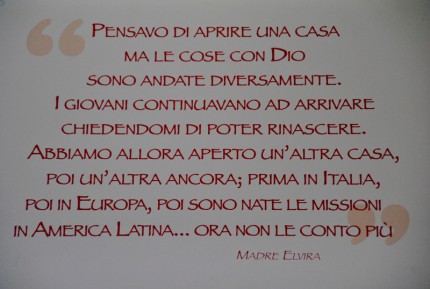 PENSAVO DI APRIRE UNA CASA
MA LE COSE CON DIO
SONO ANDATE DIVERSAMENTE.
I GIOVANI CONTINUAVANO AD ARRIVARE
CHIEDENDOMI DI POTER RINASCERE.
ABBIAMO ALLORA APERTO UN'ALTRA CASA,
POI UN'ALTRA ANCORA; PRIMA IN ITALIA,
POI IN EUROPA, POI SONO NATE LE MISSIONI
IN AMERICA LATINA... ORA NON LE CONTO PIÙ
MADRE ELVIRA